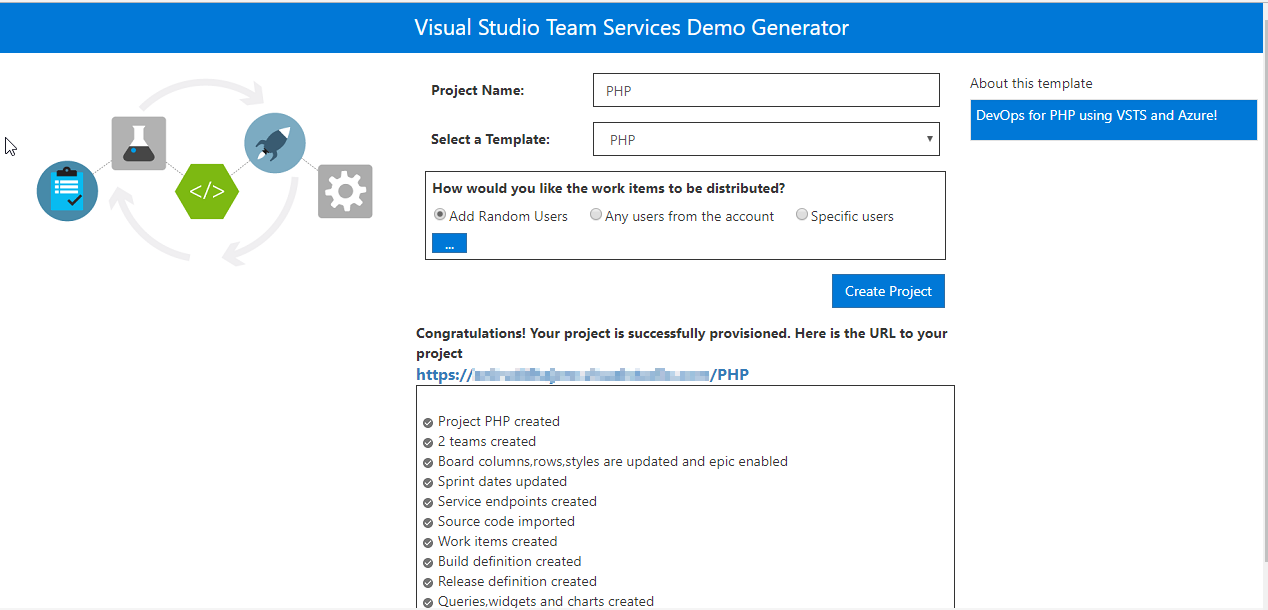 Visual Studio Team Services Demo Generator
Project Name:
PHP
About this template
DevOps for PHP using VSTS and Azure!
Select a Template:
PHP
How would you like the work items to be distributed?
Add Random Users
Any users from the account
Specific users
...
</>
Create Project
Congratulations! Your project is successfully provisioned. Here is the URL to your
project
https:// /PHP
Project PHP created
2 teams created
Board columns,rows,styles are updated and epic enabled
Sprint dates updated
Service endpoints created
Source code imported
Work items created
Build definition created
Release definition created
Queries,widgets and charts created